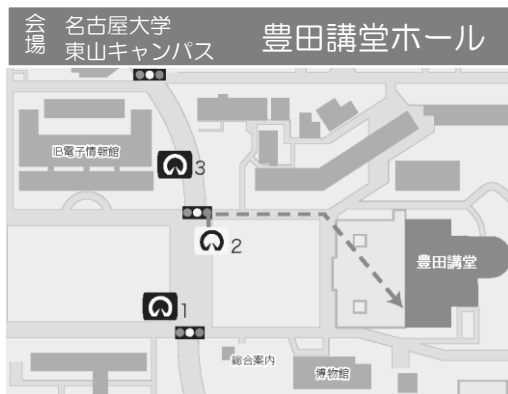 会場
名古屋大学
東山キャンパス
豊田講堂ホール
IB電子情報館
3
2
豊田講堂
1
総合案内
博物館